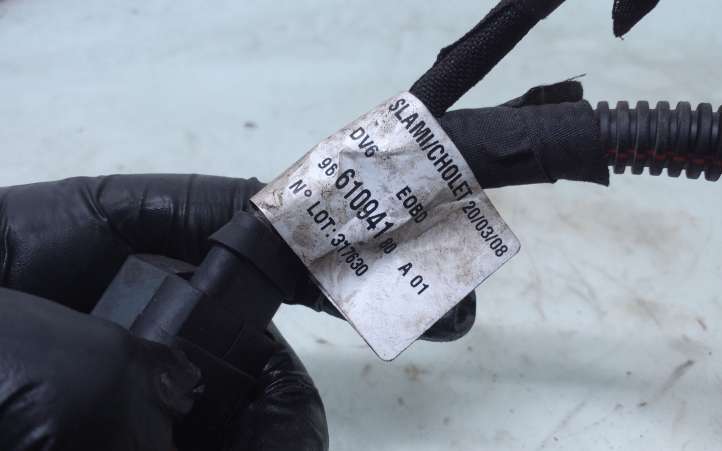 SLAMI/CHOLET 20/03/08
DV6 EOBD
96 610941 80 A 01
N° LOT: 317630